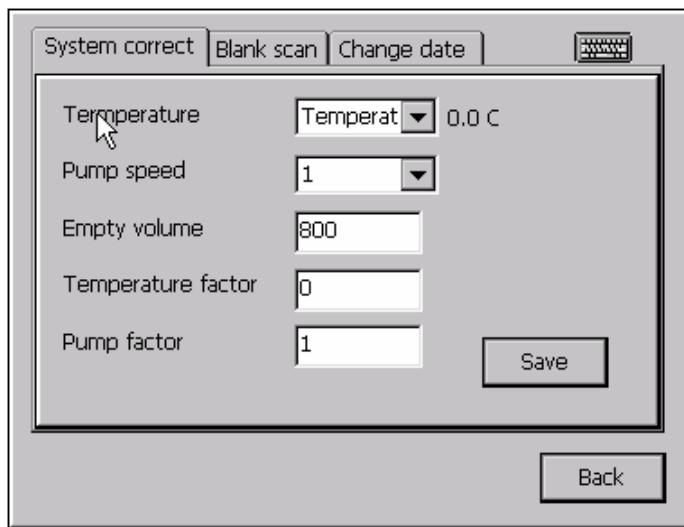 System correct Blank scan Change date
Termperature Temperat 0.0 C
Pump speed 1
Empty volume 800
Temperature factor 0
Pump factor 1
Save
Back